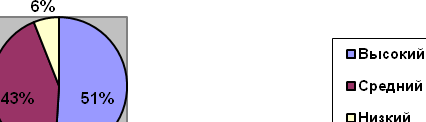 6%
43%
51%
Высокий
Средний
Низкий